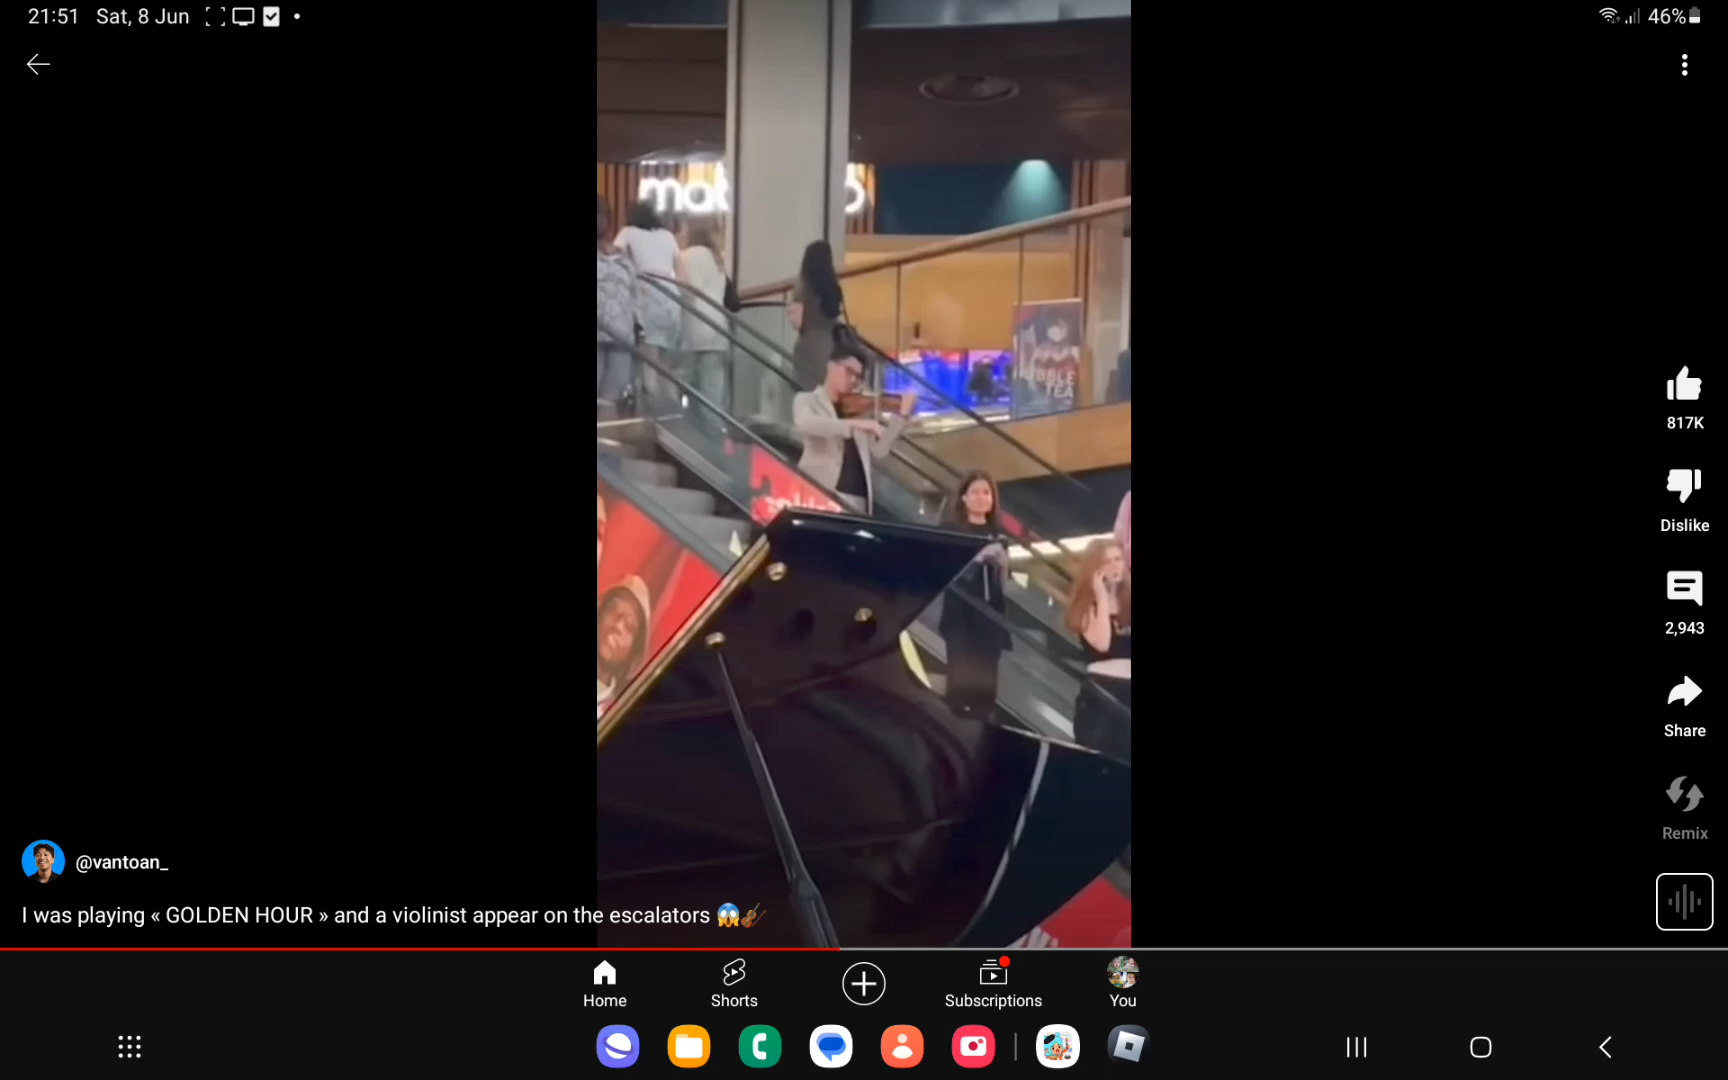 21:51 Sat, 8 Jun
46%
817K
Dislike
2,943
Share
Remix
@vantoan_
I was playing « GOLDEN HOUR » and a violinist appear on the escalators 😱🎻
Home
Shorts
Subscriptions
You
TEA